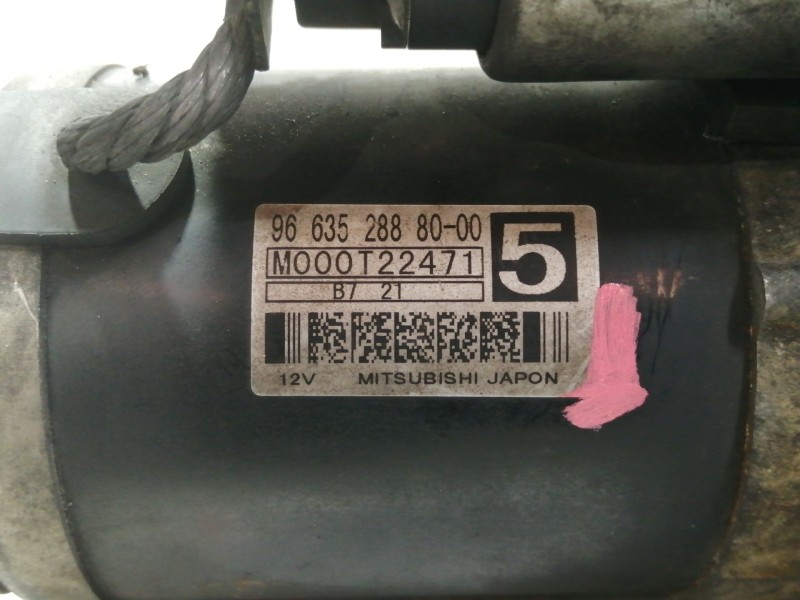 96 635 288 80-00
5
M000T22471
B7 21
12V MITSUBISHI JAPON